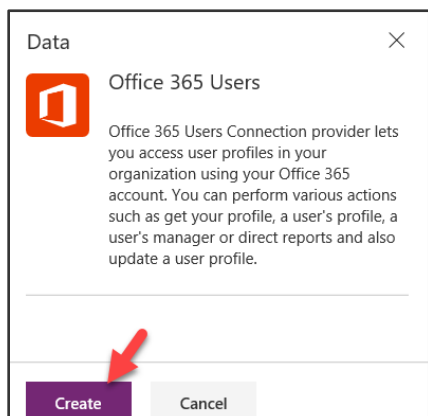 Data
Office 365 Users
Office 365 Users Connection provider lets
you access user profiles in your
organization using your Office 365
account. You can perform various actions
such as get your profile, a user's profile, a
user's manager or direct reports and also
update a user profile.
Create Cancel